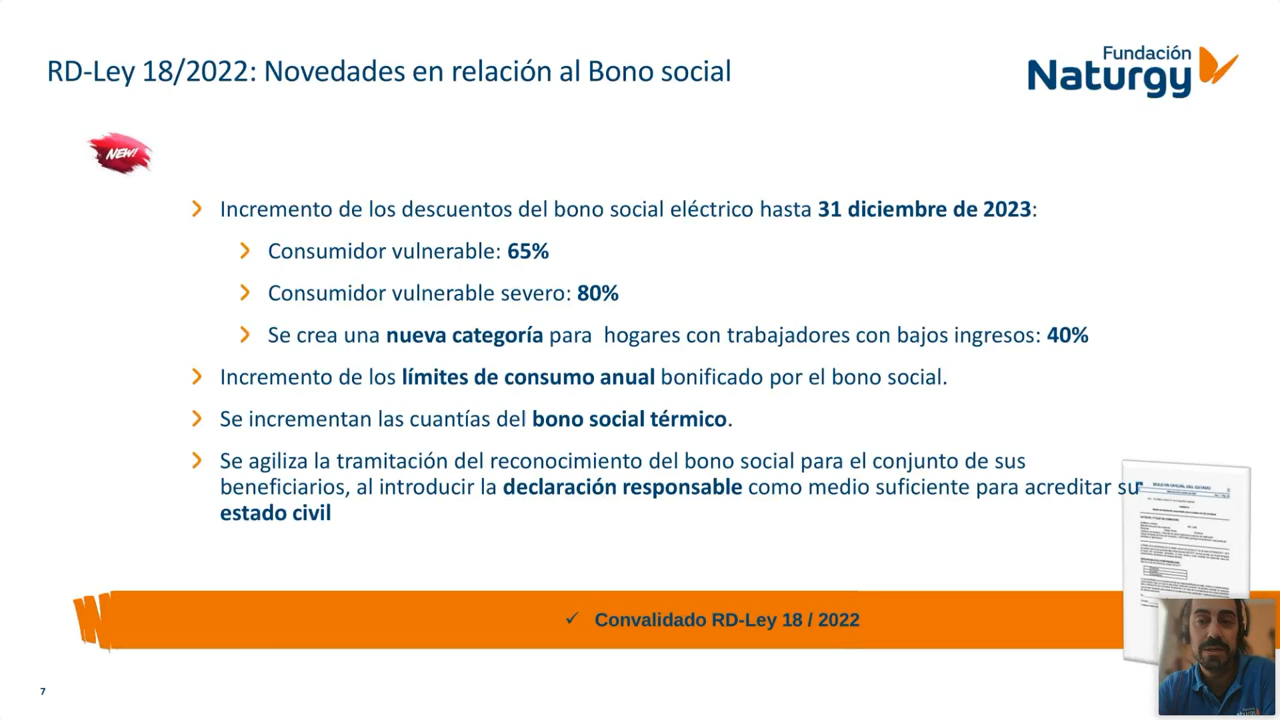 RD-Ley 18/2022: Novedades en relación al Bono social
Fundación
Naturgy
NEW!
Incremento de los descuentos del bono social eléctrico hasta 31 diciembre de 2023:
Consumidor vulnerable: 65%
Consumidor vulnerable severo: 80%
Se crea una nueva categoría para hogares con trabajadores con bajos ingresos: 40%
Incremento de los límites de consumo anual bonificado por el bono social.
Se incrementan las cuantías del bono social térmico.
Se agiliza la tramitación del reconocimiento del bono social para el conjunto de sus
beneficiarios, al introducir la declaración responsable como medio suficiente para acreditar su
estado civil
BOLETÍN OFICIAL DEL ESTADO
✓ Convalidado RD-Ley 18 / 2022
7